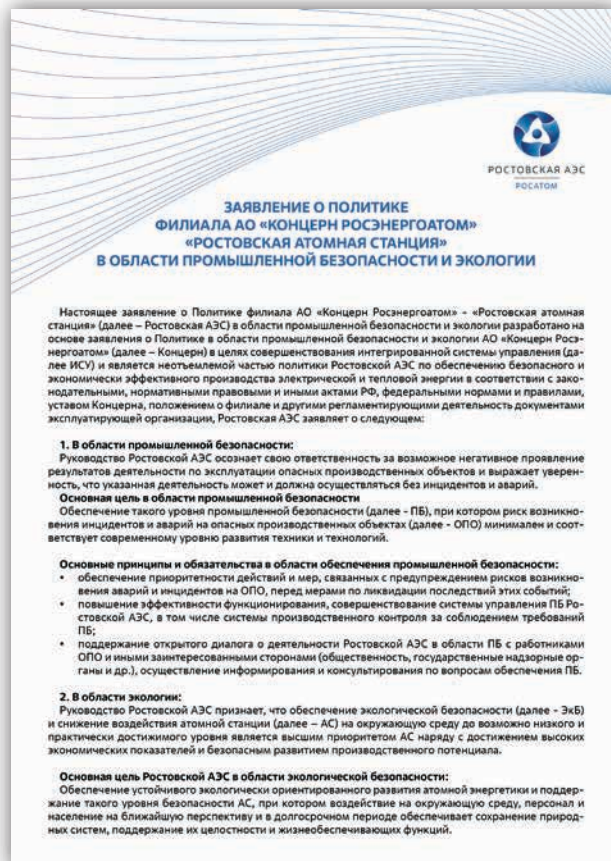 РОСТОВСКАЯ АЭС
РОСАТОМ
ЗАЯВЛЕНИЕ О ПОЛИТИКЕ
ФИЛИАЛА АО «КОНЦЕРН РОСЭНЕРГОАТОМ»
«РОСТОВСКАЯ АТОМНАЯ СТАНЦИЯ»
В ОБЛАСТИ ПРОМЫШЛЕННОЙ БЕЗОПАСНОСТИ И ЭКОЛОГИИ
Настоящее заявление о Политике филиала АО «Концерн Росэнергоатом» - «Ростовская атомная
станция» (далее – Ростовская АЭС) в области промышленной безопасности и экологии разработано на
основе заявления о Политике в области промышленной безопасности и экологии АО «Концерн Росэ-
нергоатом» (далее – Концерн) в целях совершенствования интегрированной системы управления (да-
лее ИСУ) и является неотъемлемой частью политики Ростовской АЭС по обеспечению безопасного и
экономически эффективного производства электрической и тепловой энергии в соответствии с зако-
нодательными, нормативными правовыми и иными актами РФ, федеральными нормами и правилами,
уставом Концерна, положением о филиале и другими регламентирующими деятельность документами
эксплуатирующей организации, Ростовская АЭС заявляет о следующем:
1. В области промышленной безопасности:
Руководство Ростовской АЭС осознает свою ответственность за возможное негативное проявление
результатов деятельности по эксплуатации опасных производственных объектов и выражает уверен-
ность, что указанная деятельность может и должна осуществляться без инцидентов и аварий.
Основная цель в области промышленной безопасности
Обеспечение такого уровня промышленной безопасности (далее - ПБ), при котором риск возникно-
вения инцидентов и аварий на опасных производственных объектах (далее - ОПО) минимален и соот-
ветствует современному уровню развития техники и технологий.
Основные принципы и обязательства в области обеспечения промышленной безопасности:
• обеспечение приоритетности действий и мер, связанных с предупреждением рисков возникно-
вения аварий и инцидентов на ОПО, перед мерами по ликвидации последствий этих событий;
• повышение эффективности функционирования, совершенствование системы управления ПБ Ро-
стовской АЭС, в том числе системы производственного контроля за соблюдением требований
ПБ;
• поддержание открытого диалога о деятельности Ростовской АЭС в области ПБ с работниками
ОПО и иными заинтересованными сторонами (общественность, государственные надзорные ор-
ганы и др.), осуществление информирования и консультирования по вопросам обеспечения ПБ.
2. В области экологии:
Руководство Ростовской АЭС признает, что обеспечение экологической безопасности (далее - ЭкБ)
и снижение воздействия атомной станции (далее – АС) на окружающую среду до возможно низкого и
практически достижимого уровня является высшим приоритетом АС наряду с достижением высоких
экономических показателей и безопасным развитием производственного потенциала.
Основная цель Ростовской АЭС в области экологической безопасности:
Обеспечение устойчивого экологически ориентированного развития атомной энергетики и поддер-
жание такого уровня безопасности АС, при котором воздействие на окружающую среду, персонал и
население на ближайшую перспективу и в долгосрочном периоде обеспечивает сохранение природ-
ных систем, поддержание их целостности и жизнеобеспечивающих функций.